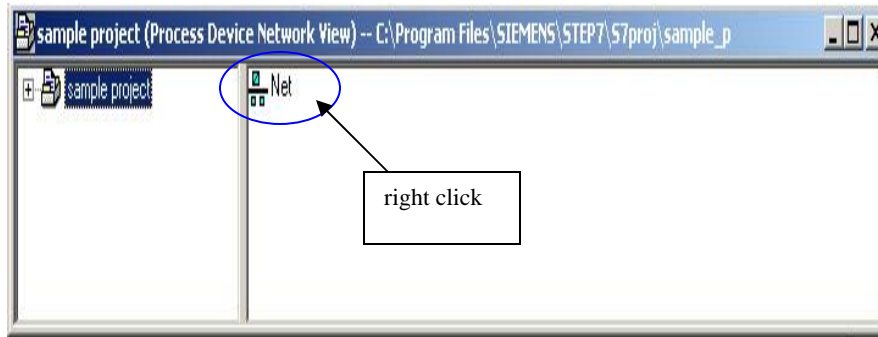 sample project (Process Device Network View) -- C:\Program Files\SIEMENS\STEP7\S7proj\sample_p
sample project
Net
right click